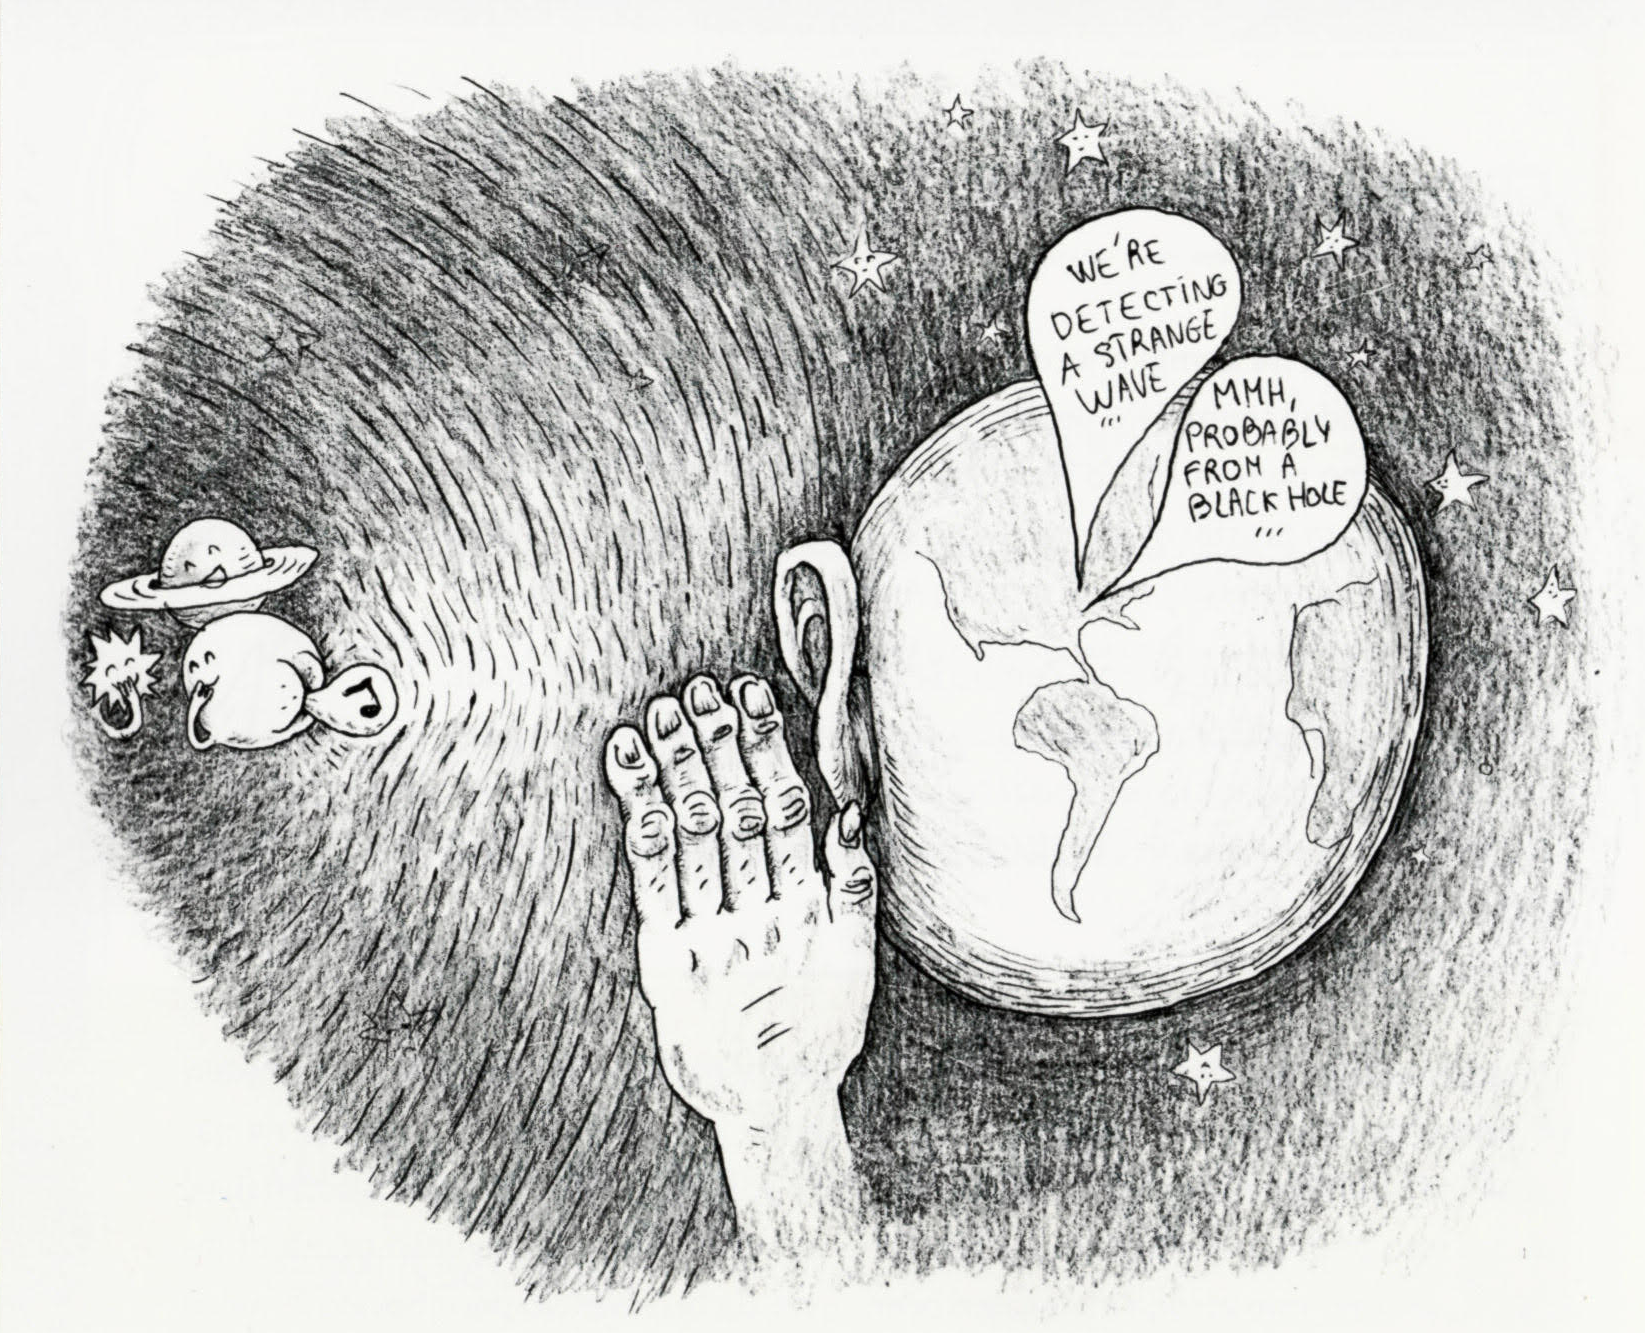 WE'RE
DETECTING
A STRANGE
WAVE
...
MMH,
PROBABLY
FROM A
BLACK HOLE
...